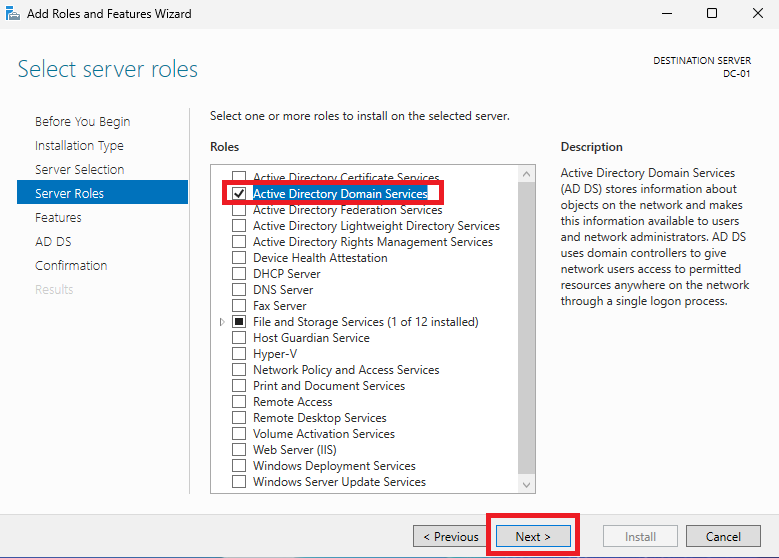 Add Roles and Features Wizard
Select server roles
DESTINATION SERVER
DC-01
Before You Begin
Installation Type
Server Selection
Server Roles
Features
AD DS
Confirmation
Results
Select one or more roles to install on the selected server.
Roles
Active Directory Certificate Services
Active Directory Domain Services
Active Directory Federation Services
Active Directory Lightweight Directory Services
Active Directory Rights Management Services
Device Health Attestation
DHCP Server
DNS Server
Fax Server
File and Storage Services (1 of 12 installed)
Host Guardian Service
Hyper-V
Network Policy and Access Services
Print and Document Services
Remote Access
Remote Desktop Services
Volume Activation Services
Web Server (IIS)
Windows Deployment Services
Windows Server Update Services
Description
Active Directory Domain Services
(AD DS) stores information about
objects on the network and makes
this information available to users
and network administrators. AD DS
uses domain controllers to give
network users access to permitted
resources anywhere on the network
through a single logon process.
< Previous
Next >
Install
Cancel